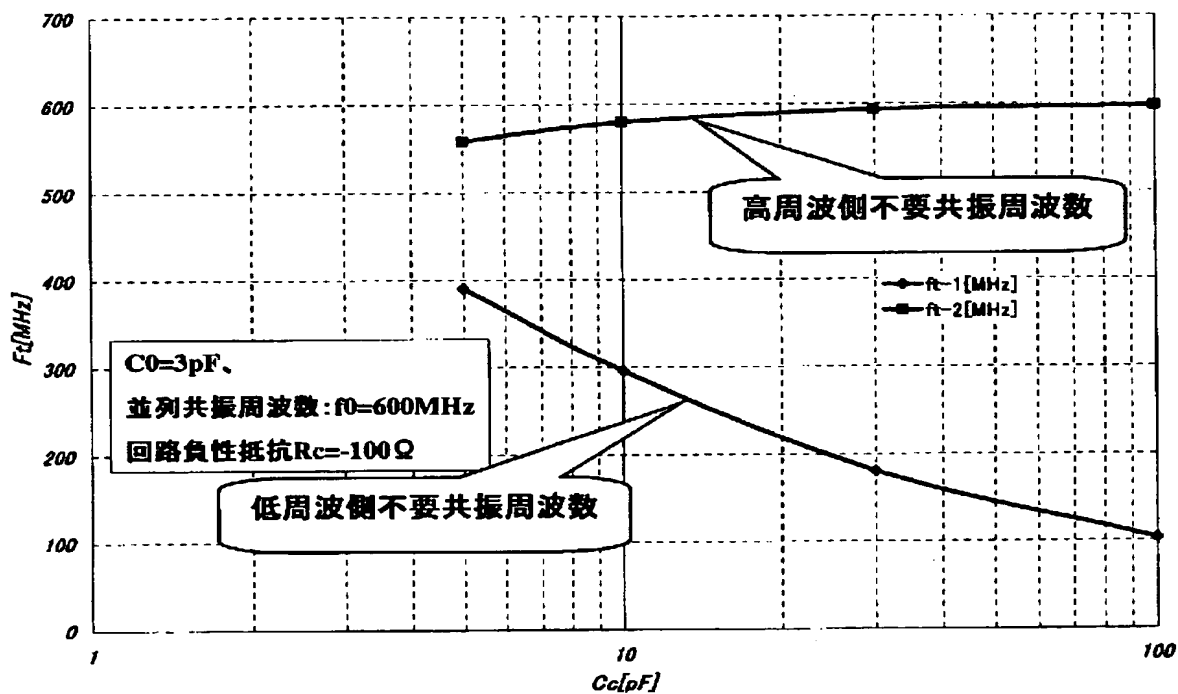 700
600
500
400
300
200
100
0
Ft[MHz]
高周波側不要共振周波数
ft-1[MHz]
ft-2[MHz]
C0=3pF、
並列共振周波数:f0=600MHz
回路負性抵抗Rc=-100Ω
低周波側不要共振周波数
1
10
100
Cc[pF]